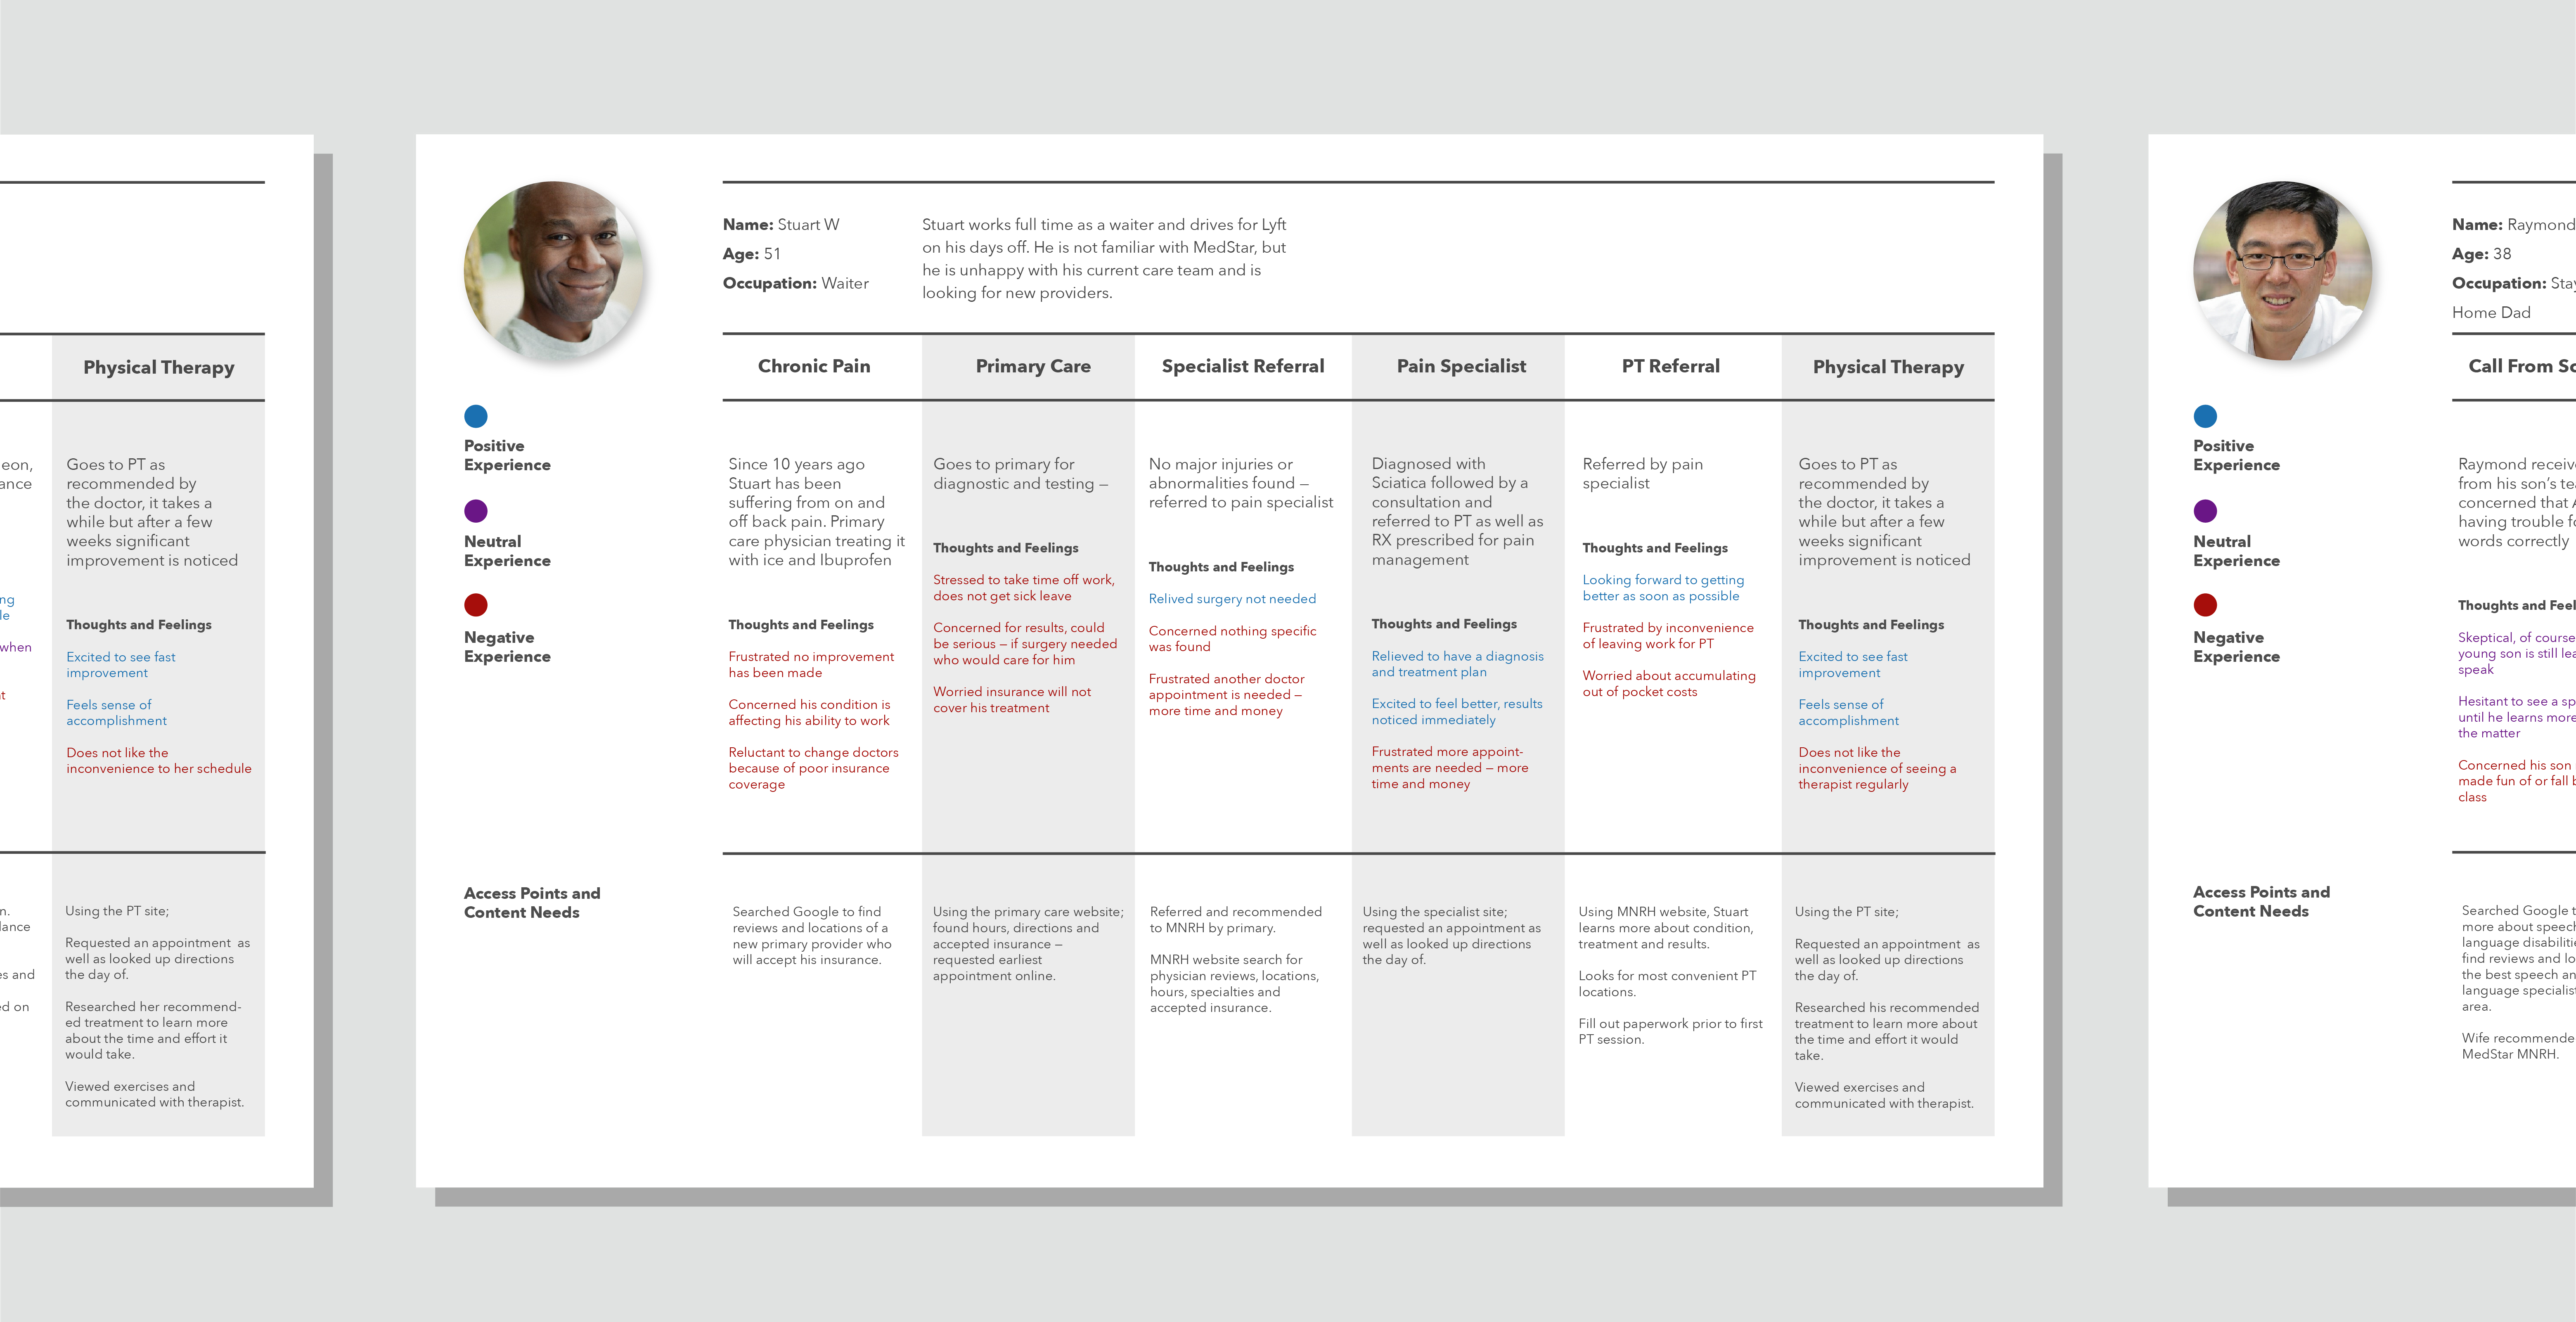 Physical Therapy
eon,
ance
Goes to PT as
recommended by
the doctor, it takes a
while but after a few
weeks significant
improvement is noticed
ng
le
when
Thoughts and Feelings
Excited to see fast
improvement
Feels sense of
accomplishment
Does not like the
inconvenience to her schedule
n.
lance
es and
ed on
Using the PT site;
Requested an appointment as
well as looked up directions
the day of.
Researched her recommend-
ed treatment to learn more
about the time and effort it
would take.
Viewed exercises and
communicated with therapist.
Positive
Experience
Neutral
Experience
Negative
Experience
Name: Stuart W
Age: 51
Occupation: Waiter
Stuart works full time as a waiter and drives for Lyft
on his days off. He is not familiar with MedStar, but
he is unhappy with his current care team and is
looking for new providers.
Chronic Pain
Since 10 years ago
Stuart has been
suffering from on and
off back pain. Primary
care physician treating it
with ice and Ibuprofen
Thoughts and Feelings
Frustrated no improvement
has been made
Concerned his condition is
affecting his ability to work
Reluctant to change doctors
because of poor insurance
coverage
Primary Care
Goes to primary for
diagnostic and testing –
Thoughts and Feelings
Stressed to take time off work,
does not get sick leave
Concerned for results, could
be serious – if surgery needed
who would care for him
Worried insurance will not
cover his treatment
Specialist Referral
No major injuries or
abnormalities found –
referred to pain specialist
Thoughts and Feelings
Relived surgery not needed
Concerned nothing specific
was found
Frustrated another doctor
appointment is needed –
more time and money
Pain Specialist
Diagnosed with
Sciatica followed by a
consultation and
referred to PT as well as
RX prescribed for pain
management
Thoughts and Feelings
Relieved to have a diagnosis
and treatment plan
Excited to feel better, results
noticed immediately
Frustrated more appoint-
ments are needed – more
time and money
PT Referral
Referred by pain
specialist
Thoughts and Feelings
Looking forward to getting
better as soon as possible
Frustrated by inconvenience
of leaving work for PT
Worried about accumulating
out of pocket costs
Physical Therapy
Goes to PT as
recommended by
the doctor, it takes a
while but after a few
weeks significant
improvement is noticed
Thoughts and Feelings
Excited to see fast
improvement
Feels sense of
accomplishment
Does not like the
inconvenience of seeing a
therapist regularly
Access Points and
Content Needs
Searched Google to find
reviews and locations of a
new primary provider who
will accept his insurance.
Using the primary care website;
found hours, directions and
accepted insurance –
requested earliest
appointment online.
Referred and recommended
to MNRH by primary.
MNRH website search for
physician reviews, locations,
hours, specialties and
accepted insurance.
Using the specialist site;
requested an appointment as
well as looked up directions
the day of.
Using MNRH website, Stuart
learns more about condition,
treatment and results.
Looks for most convenient PT
locations.
Fill out paperwork prior to first
PT session.
Using the PT site;
Requested an appointment as
well as looked up directions
the day of.
Researched his recommended
treatment to learn more about
the time and effort it would
take.
Viewed exercises and
communicated with therapist.
Positive
Experience
Neutral
Experience
Negative
Experience
Name: Raymond
Age: 38
Occupation: Stay
Home Dad
Call From Sc
Raymond receiv
from his son's tea
concerned that A
having trouble fo
words correctly
Thoughts and Feel
Skeptical, of course
young son is still lea
speak
Hesitant to see a sp
until he learns more
the matter
Concerned his son
made fun of or fall b
class
Access Points and
Content Needs
Searched Google t
more about speech
language disabilitie
find reviews and lo
the best speech an
language specialist
area.
Wife recommende
MedStar MNRH.